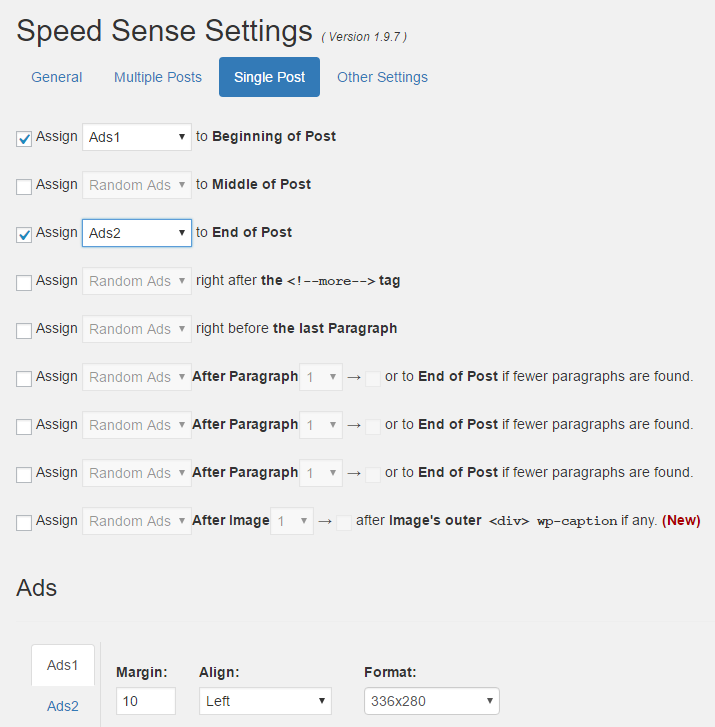 Speed Sense Settings ( Version 1.9.7 )
General Multiple Posts Single Post Other Settings
Assign Ads1 to Beginning of Post
Assign Random Ads to Middle of Post
Assign Ads2 to End of Post
Assign Random Ads right after the <!--more--> tag
Assign Random Ads right before the last Paragraph
Assign Random Ads After Paragraph 1 → or to End of Post if fewer paragraphs are found.
Assign Random Ads After Paragraph 1 → or to End of Post if fewer paragraphs are found.
Assign Random Ads After Paragraph 1 → or to End of Post if fewer paragraphs are found.
Assign Random Ads After Image 1 → after Image's outer <div> wp-caption if any. (New)
Ads
Ads1
Ads2
Margin: Align: Format:
10 Left 336x280